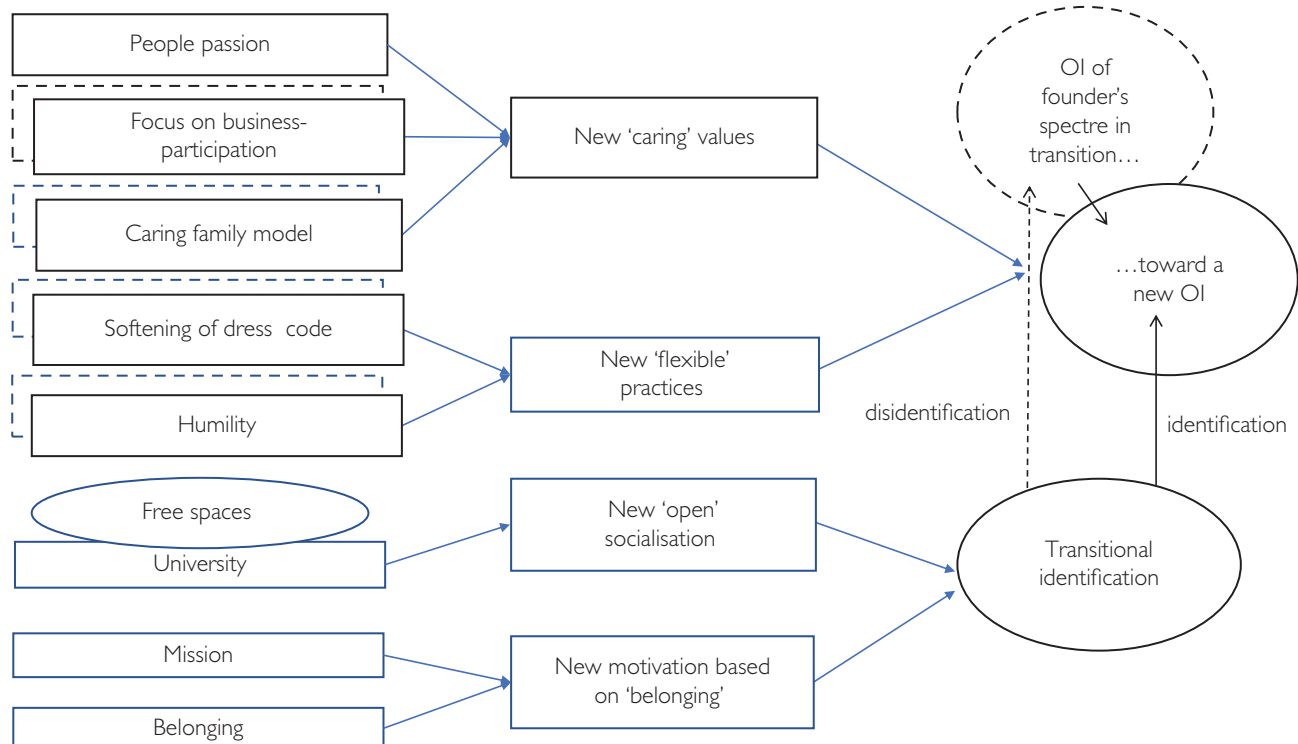 People passion
Focus on business-
participation
Caring family model
Softening of dress code
Humility
Free spaces
University
Mission
Belonging
New ‘caring’ values
New ‘flexible’
practices
New ‘open’
socialisation
New motivation based
on ‘belonging’
OI of
founder’s
spectre in
transition…
…toward a
new OI
disidentification
identification
Transitional
identification